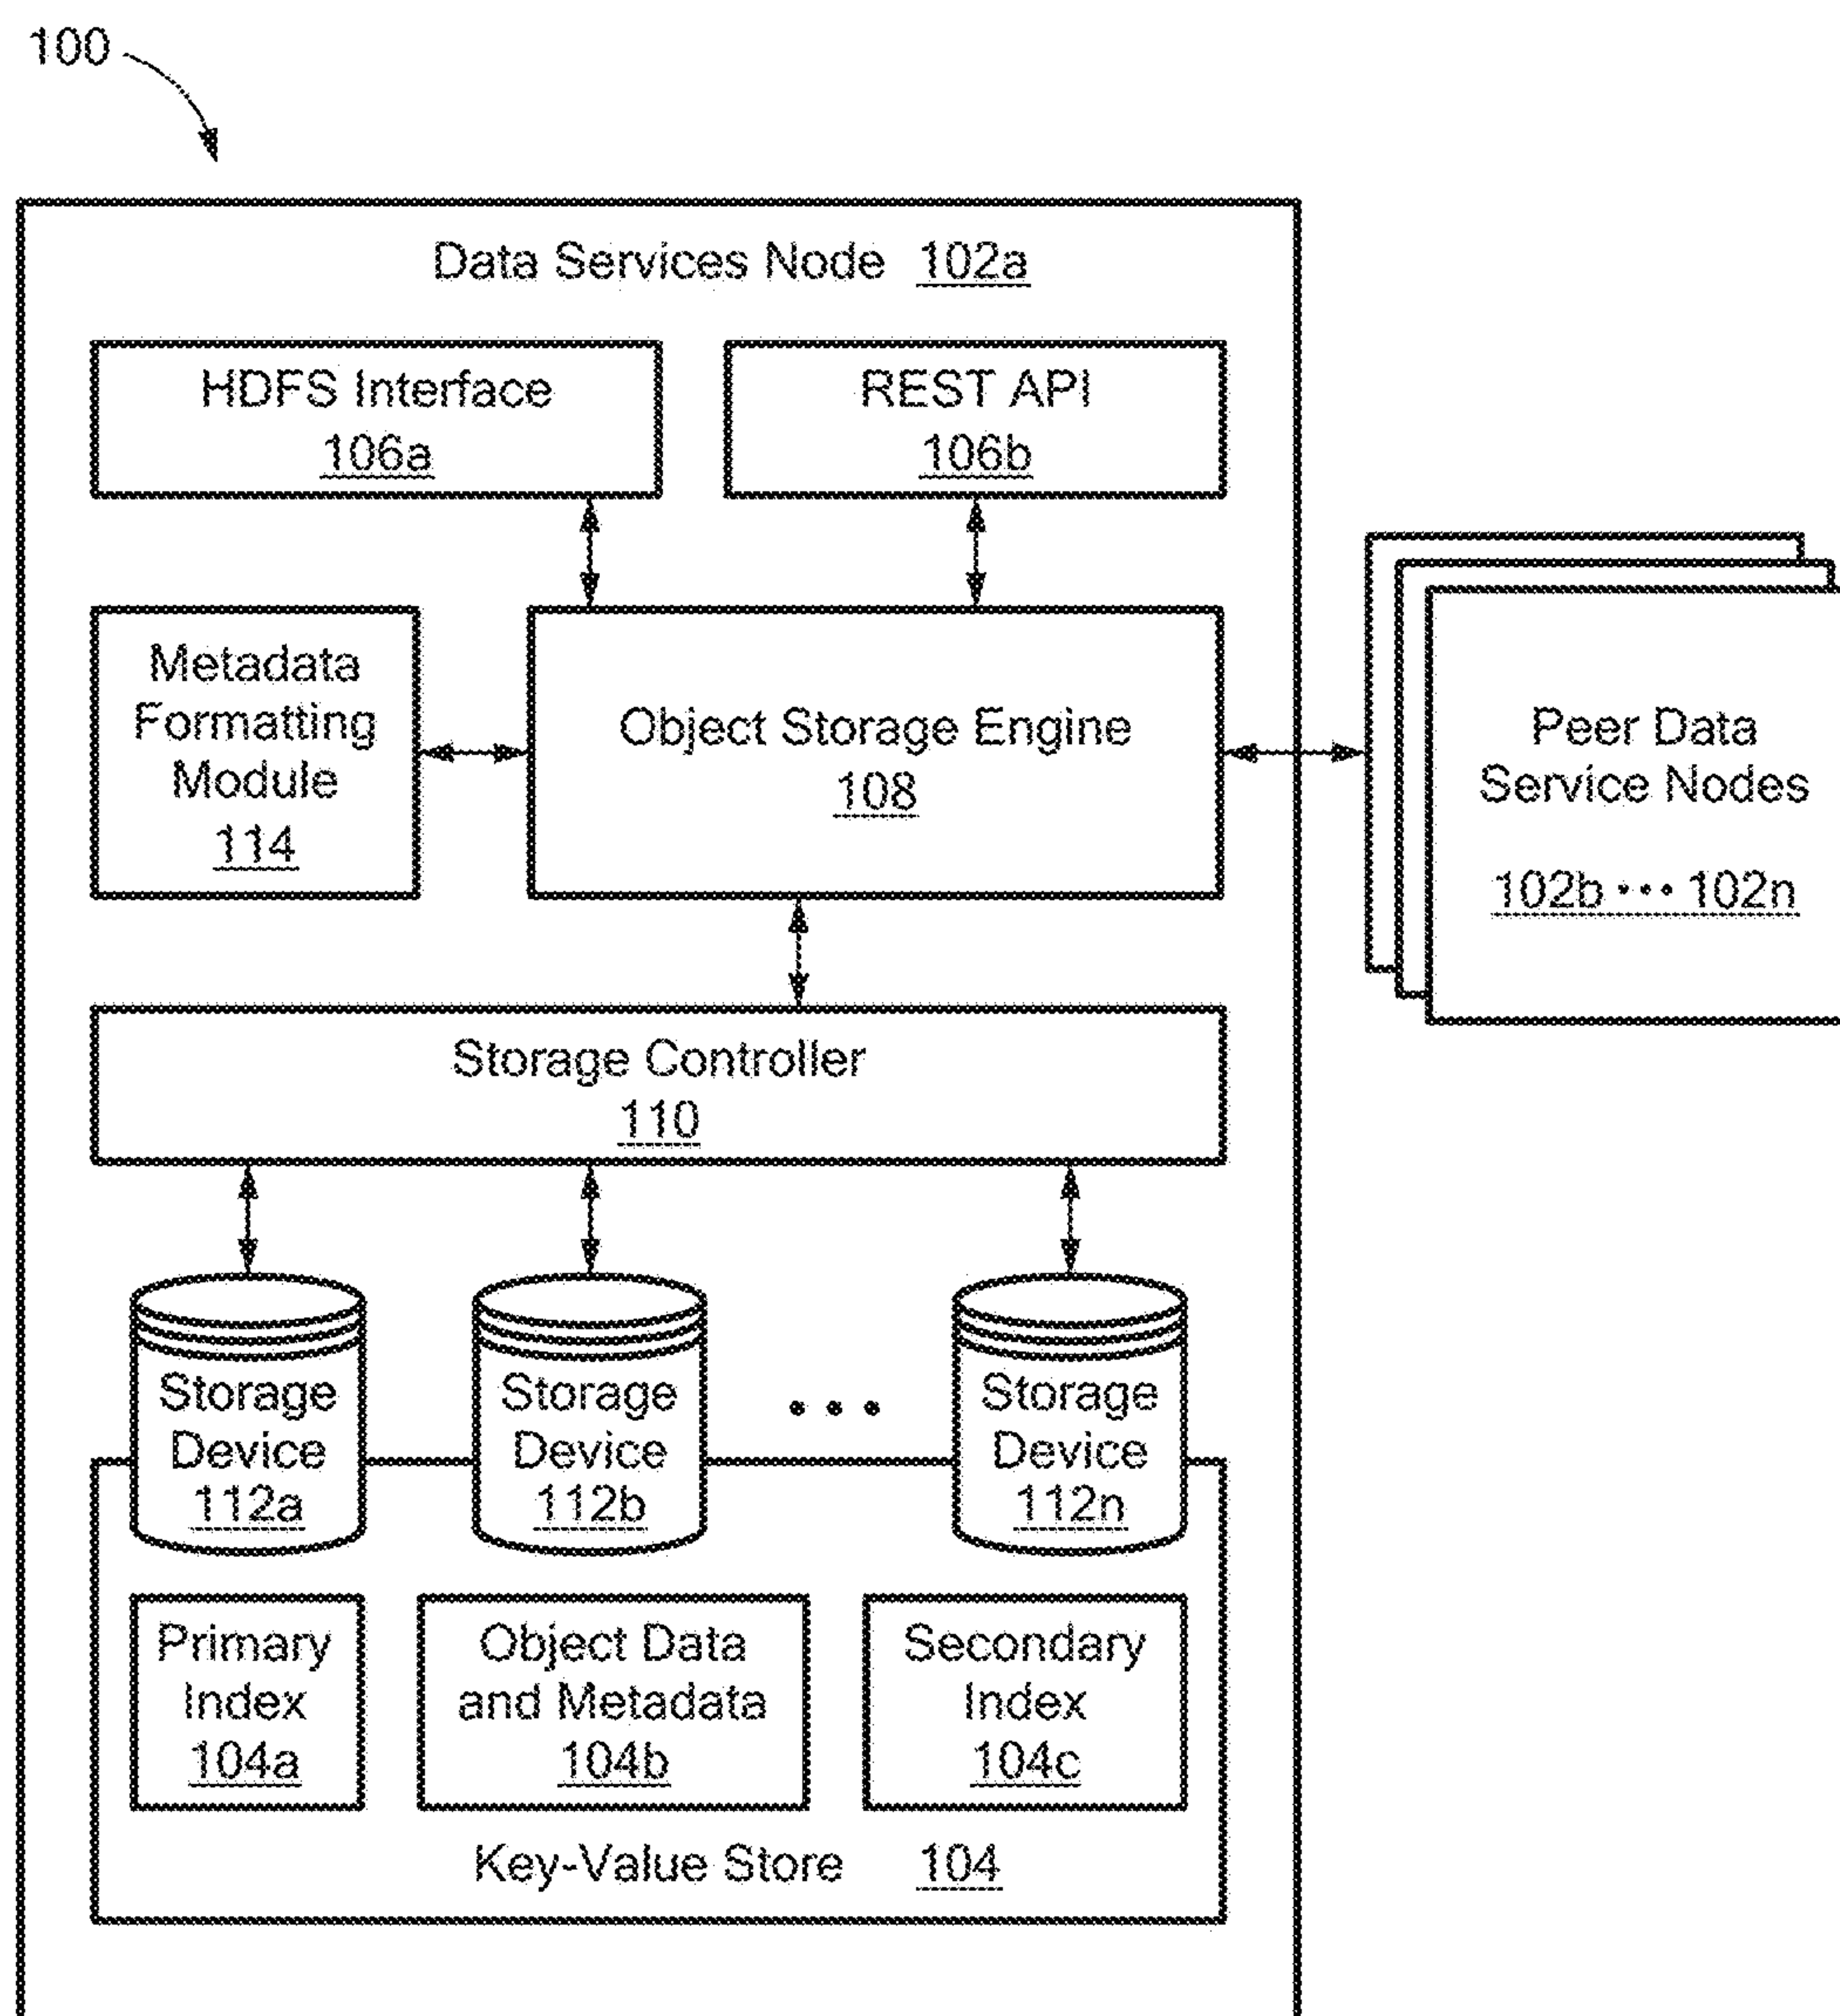 100
Data Services Node 102a
HDFS Interface
106a
REST API
106b
Metadata
Formatting
Module
114
Object Storage Engine
108
Peer Data
Service Nodes
102b ••• 102n
Storage Controller
110
Storage
Device
112a
Storage
Device
112b
• • •
Storage
Device
112n
Primary
Index
104a
Object Data
and Metadata
104b
Secondary
Index
104c
Key-Value Store 104